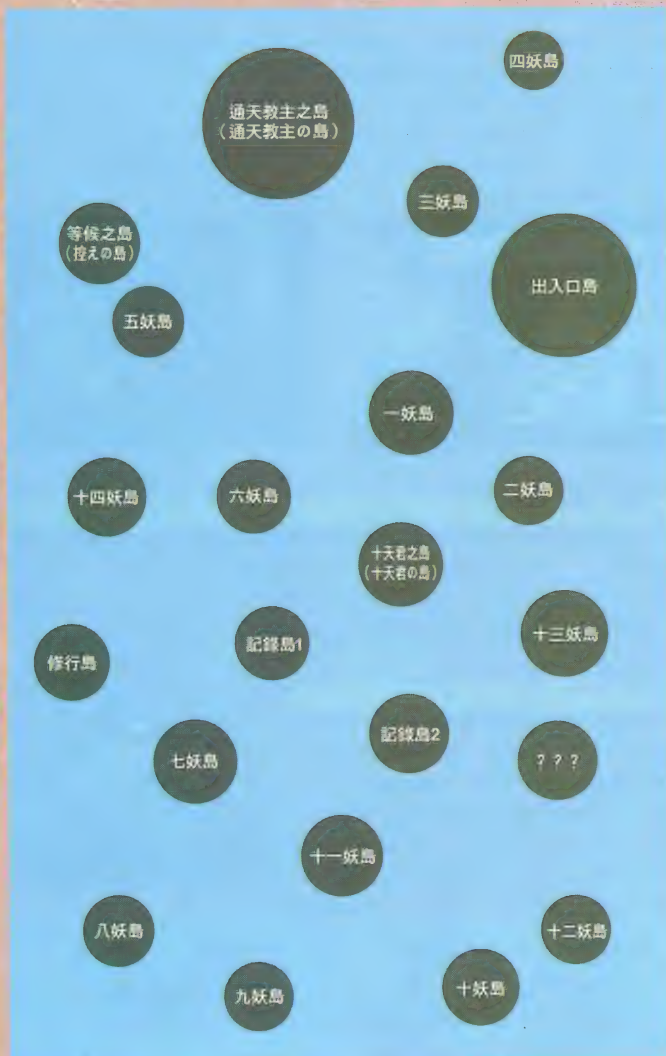 四妖島
通天教主之島
(通天教主の島)
三妖島
等候之島
(控えの島)
出入口島
五妖島
一妖島
十四妖島
六妖島
二妖島
十天君之島
(十天君の島)
十三妖島
記錄島1
修行島
記錄島2
七妖島
???
十一妖島
八妖島
十二妖島
九妖島
十妖島